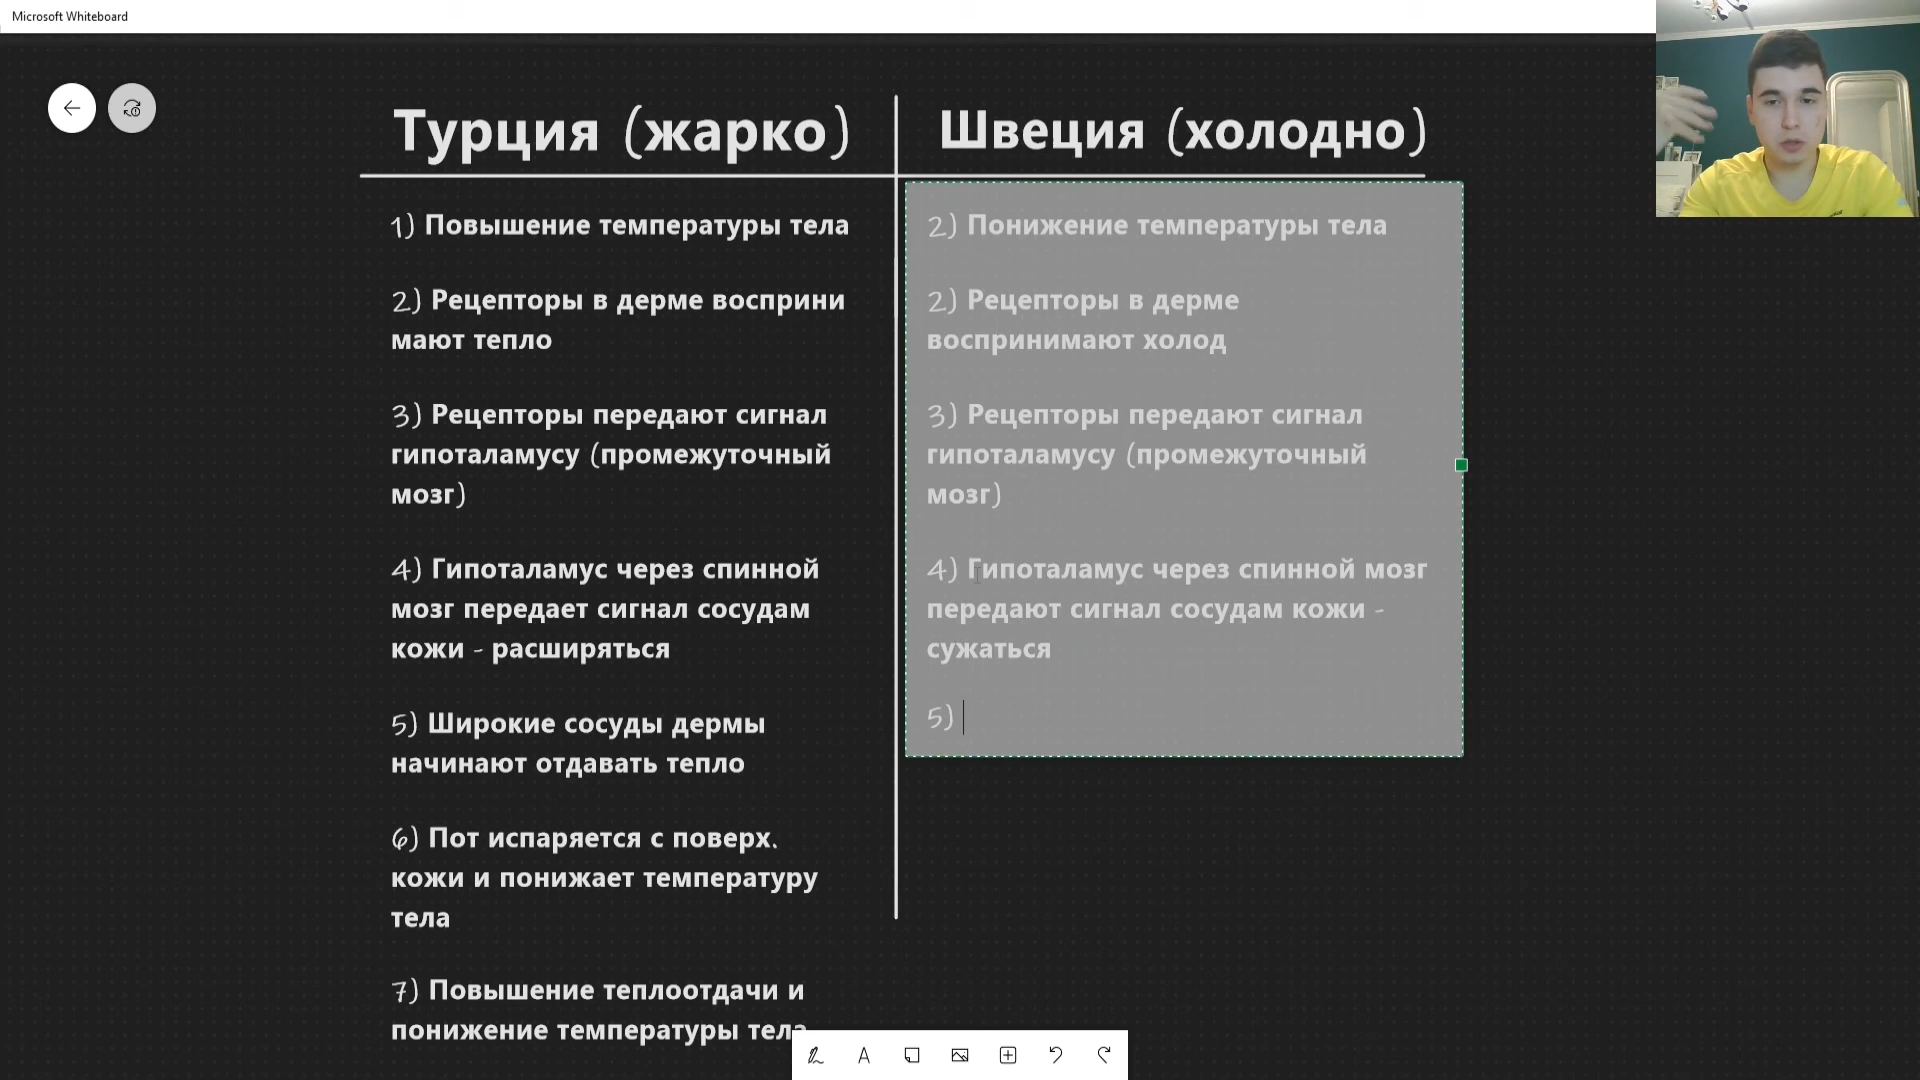 Microsoft Whiteboard
Турция (жарко)
1) Повышение температуры тела
2) Рецепторы в дерме восприни
мают тепло
3) Рецепторы передают сигнал
гипоталамусу (промежуточный
мозг)
4) Гипоталамус через спинной
мозг передает сигнал сосудам
кожи - расширяться
5) Широкие сосуды дермы
начинают отдавать тепло
6) Пот испаряется с поверх.
кожи и понижает температуру
тела
7) Повышение теплоотдачи и
понижение температуры тела
Швеция (холодно)
2) Понижение температуры тела
2) Рецепторы в дерме
воспринимают холод
3) Рецепторы передают сигнал
гипоталамусу (промежуточный
мозг)
4) Гипоталамус через спинной мозг
передают сигнал сосудам кожи -
сужаться
5)